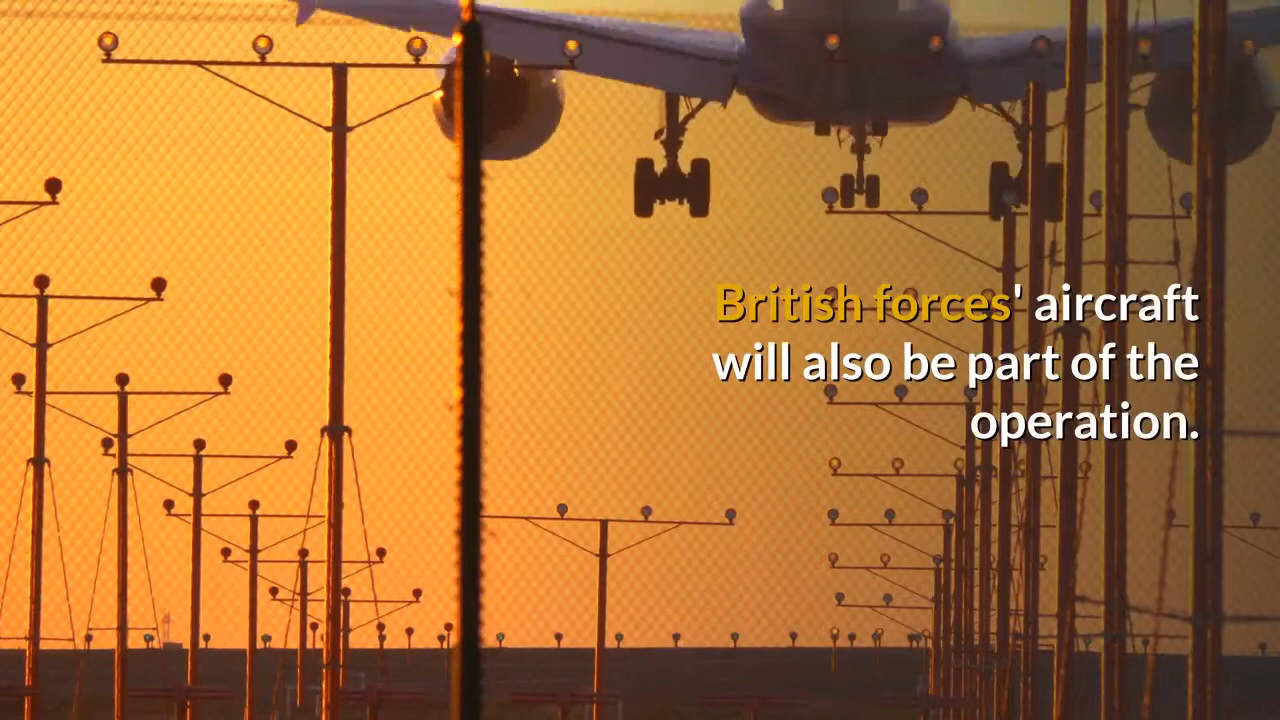 British forces' aircraft
will also be part of the
operation.